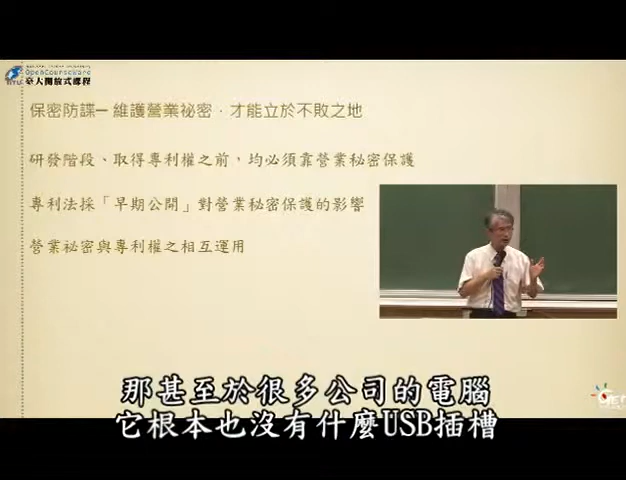 OpenCourseware
NTU
臺大開放式課程
保密防諜─ 維護營業祕密，才能立於不敗之地
研發階段、取得專利權之前，均必須靠營業秘密保護
專利法採「早期公開」對營業秘密保護的影響
營業祕密與專利權之相互運用
那甚至於很多公司的電腦
它根本也沒有什麼USB插槽